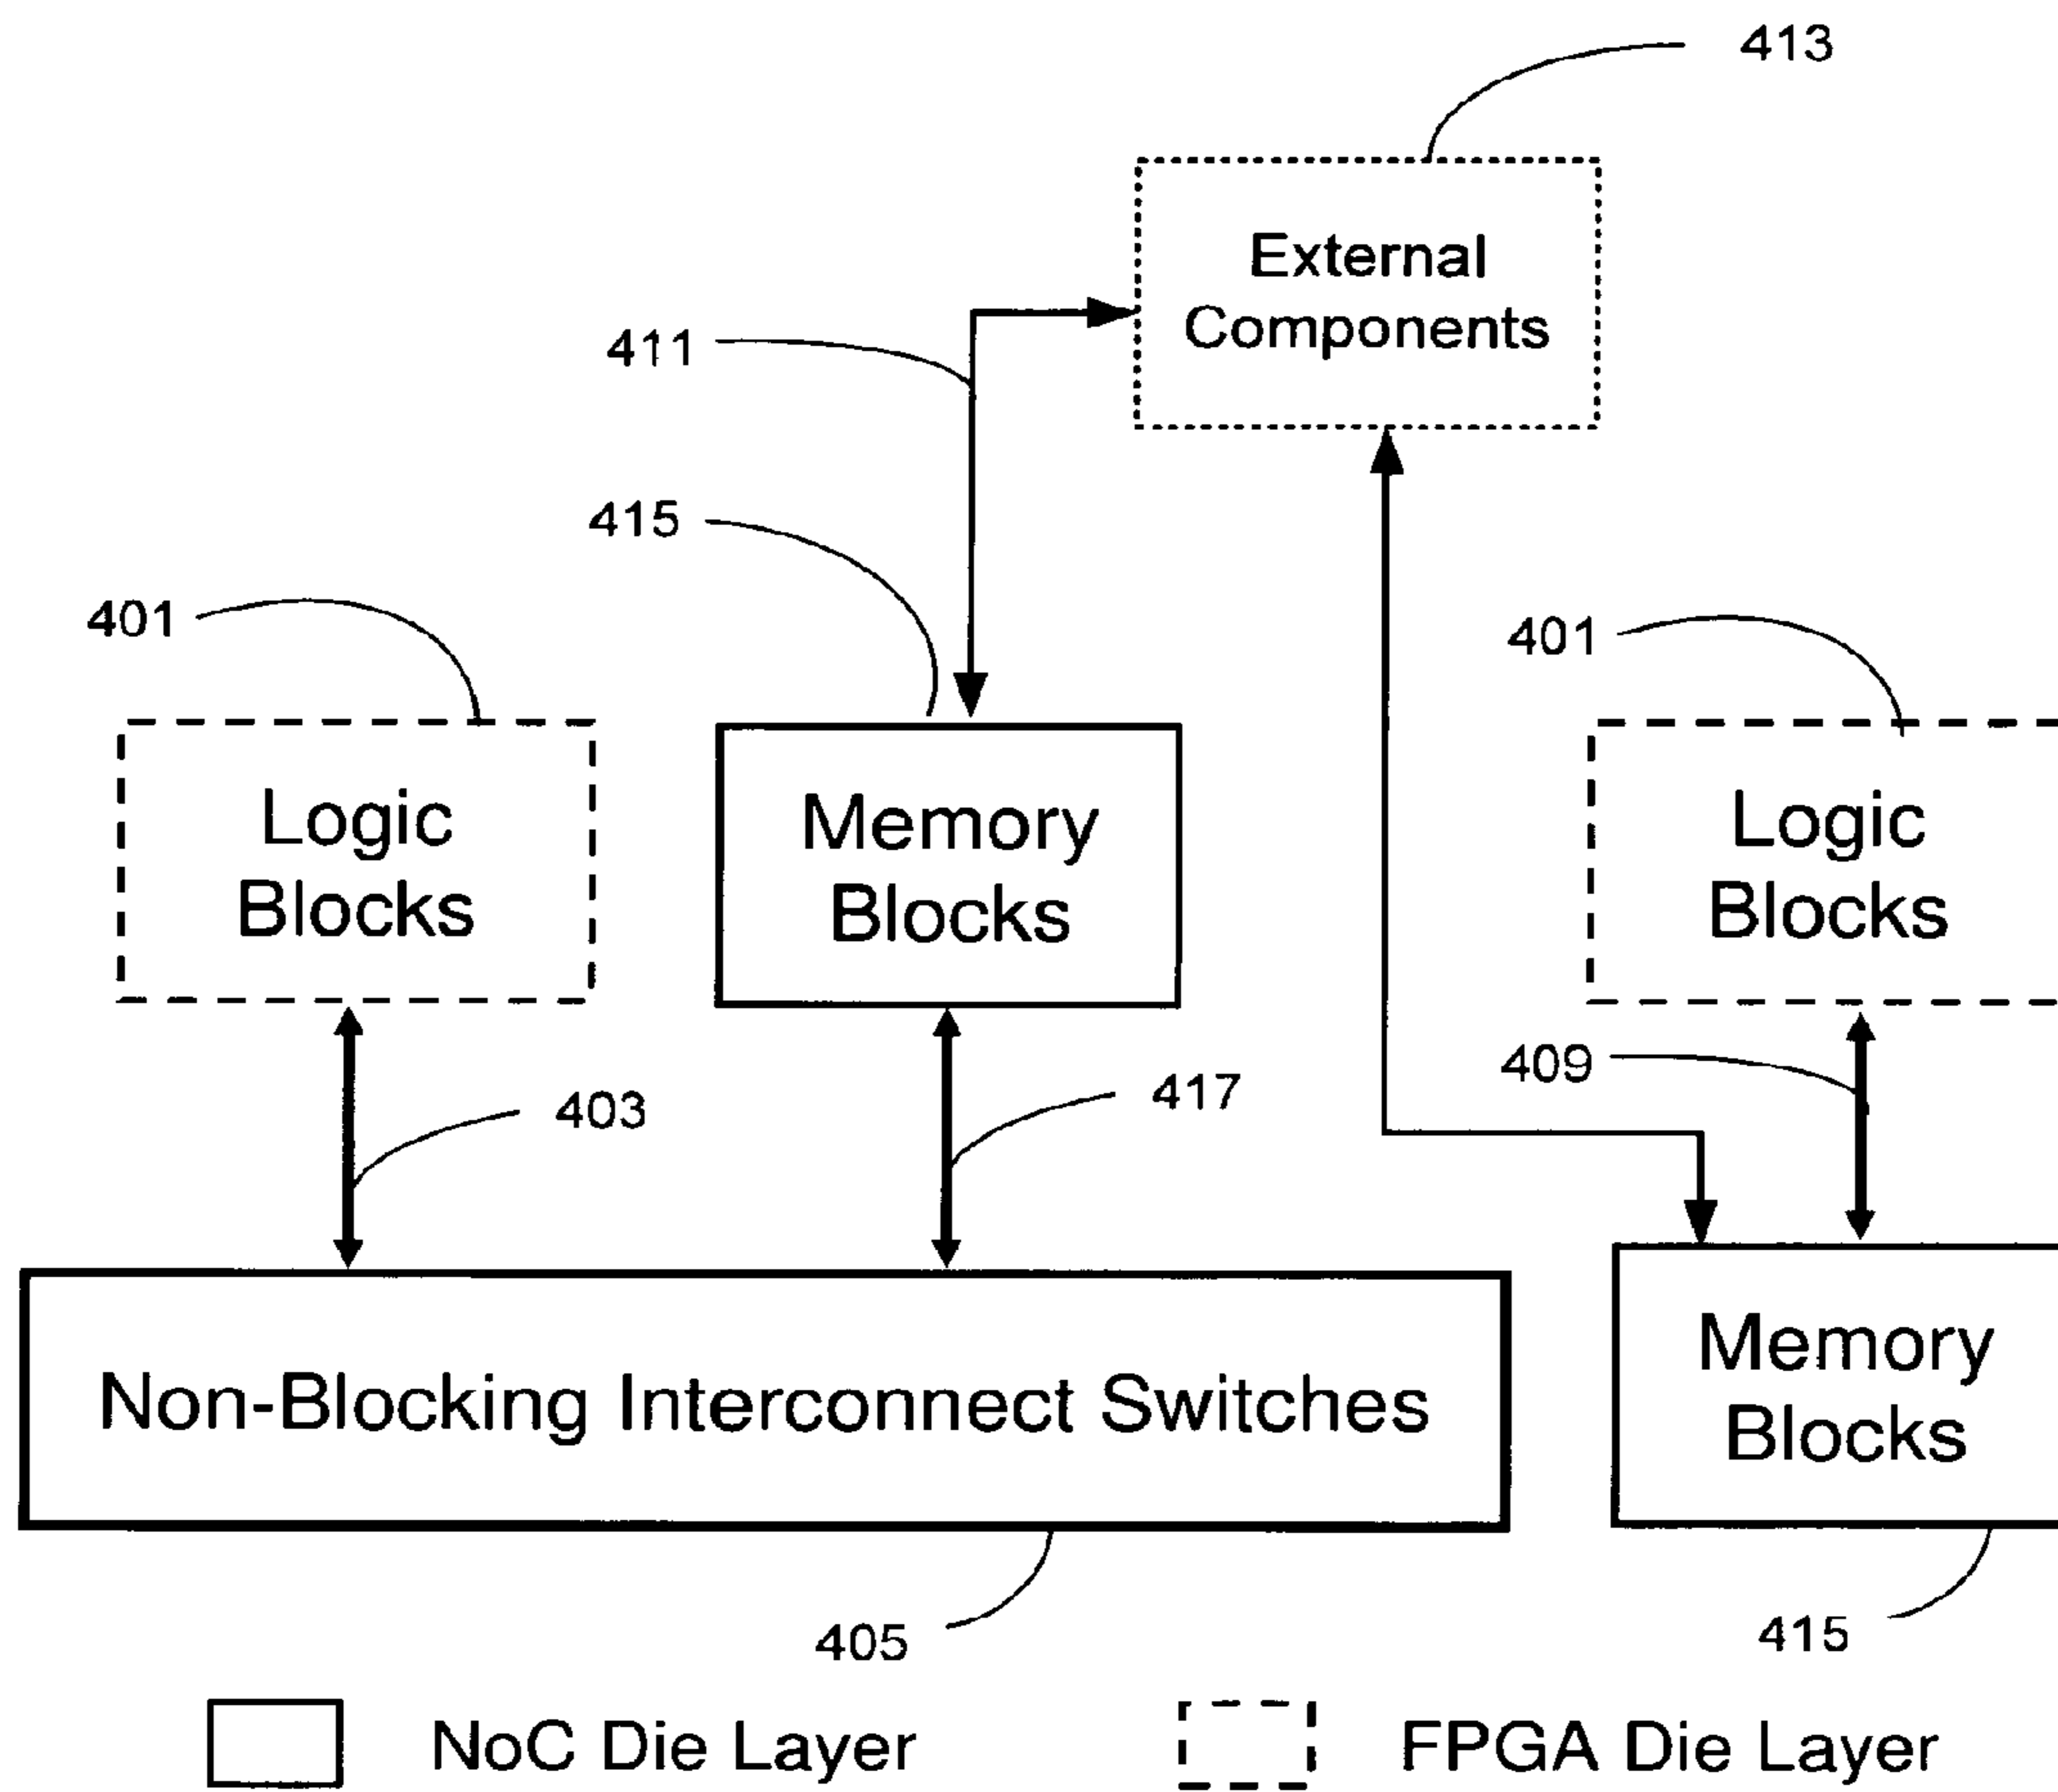 413
External
Components
411
415
401
401
Logic
Blocks
Memory
Blocks
Logic
Blocks
403
417
409
Non-Blocking Interconnect Switches
Memory
Blocks
405
415
NoC Die Layer
FPGA Die Layer